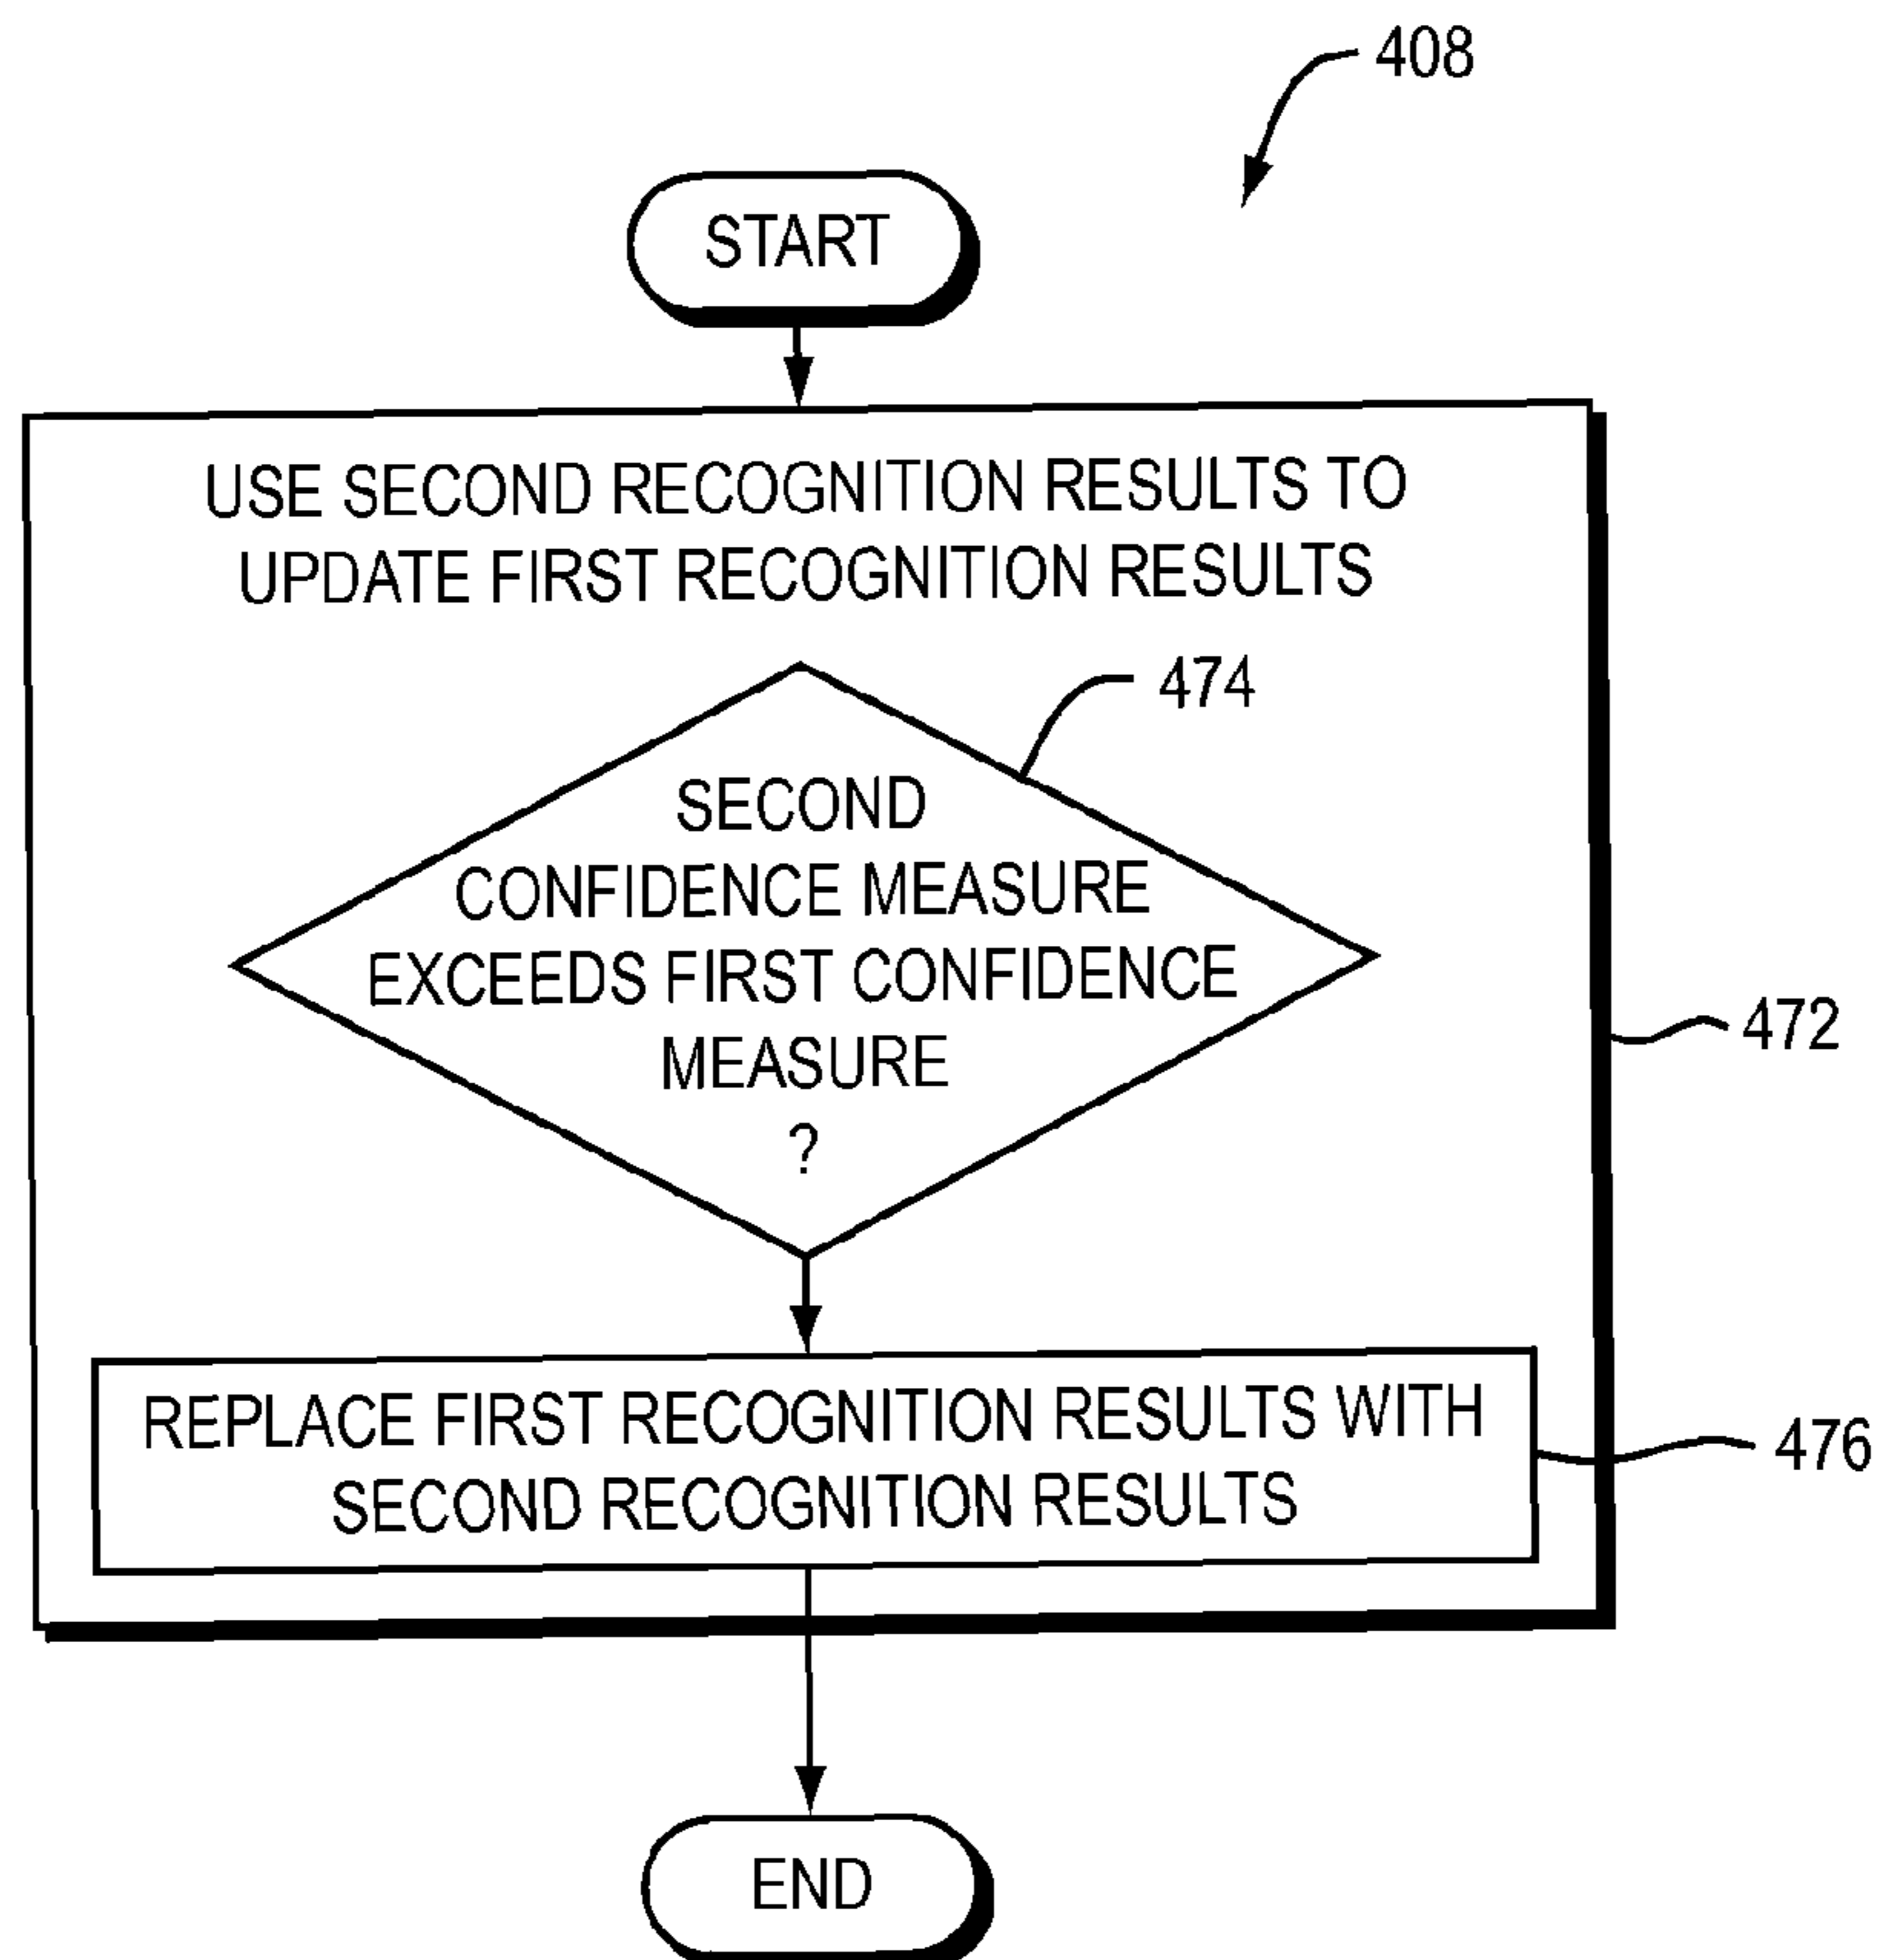 408
START
USE SECOND RECOGNITION RESULTS TO
UPDATE FIRST RECOGNITION RESULTS
474
SECOND
CONFIDENCE MEASURE
EXCEEDS FIRST CONFIDENCE
MEASURE
?
472
REPLACE FIRST RECOGNITION RESULTS WITH
SECOND RECOGNITION RESULTS
476
END